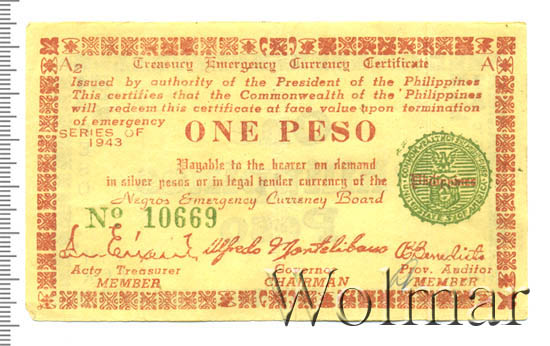 A2 Treasury Emergency Currency Certificate A
Issued by authority of the President of the Philippines
This certifies that the Commonwealth of the Philippines
will redeem this certificate at face value upon termination
of emergency
SERIES OF
1943
ONE PESO
Payable to the bearer on demand
in silver pesos or in legal tender currency of the
Negros Emergency Currency Board
Philippines
No 10669
Alfredo Montelibano
Actg Treasurer Governor Prov. Auditor
MEMBER CHAIRMAN MEMBER
Wolmar